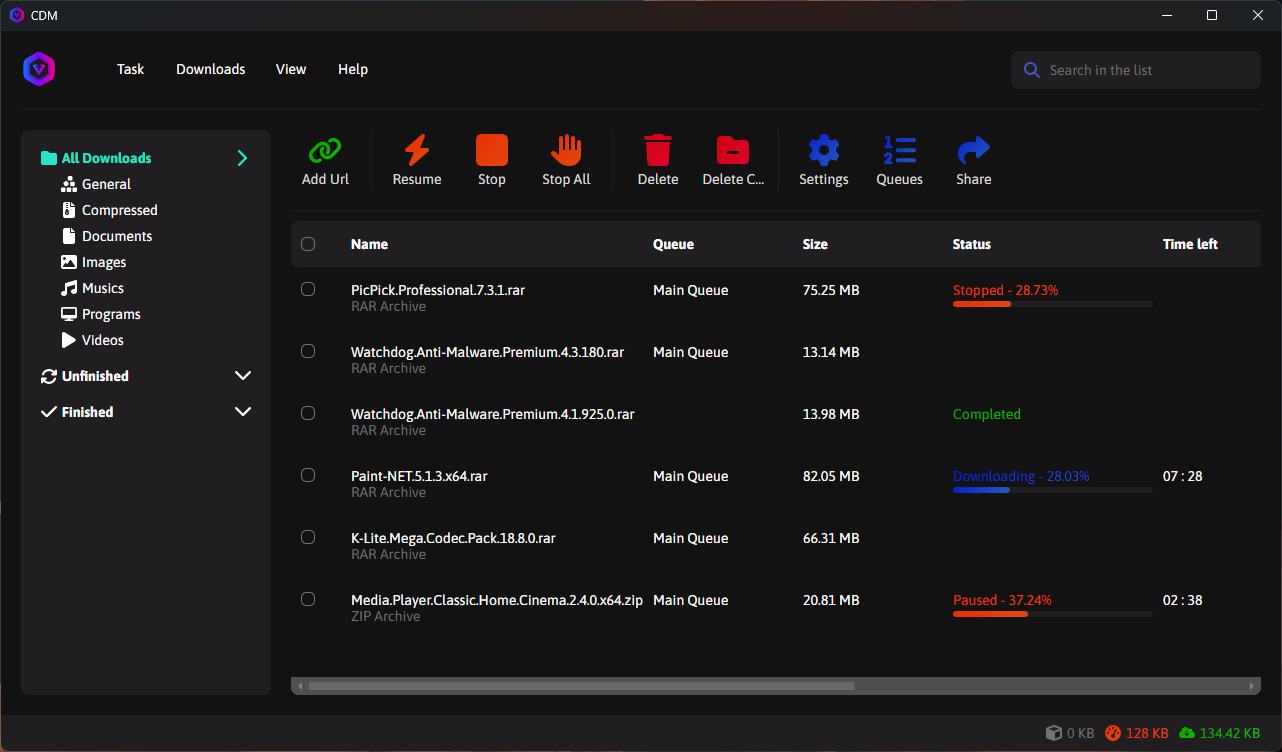 CDM
Task Downloads View Help
Search in the list
All Downloads
General
Compressed
Documents
Images
Musics
Programs
Videos
Unfinished
Finished
Add Url Resume Stop Stop All Delete Delete C... Settings Queues Share
Name Queue Size Status Time left
PicPick.Professional.7.3.1.rar Main Queue 75.25 MB Stopped - 28.73%
RAR Archive
Watchdog.Anti-Malware.Premium.4.3.180.rar Main Queue 13.14 MB
RAR Archive
Watchdog.Anti-Malware.Premium.4.1.925.0.rar 13.98 MB Completed
RAR Archive
Paint-NET.5.1.3.x64.rar Main Queue 82.05 MB Downloading - 28.03% 07 : 28
RAR Archive
K-Lite.Mega.Codec.Pack.18.8.0.rar Main Queue 66.31 MB
RAR Archive
Media.Player.Classic.Home.Cinema.2.4.0.x64.zip Main Queue 20.81 MB Paused - 37.24% 02 : 38
ZIP Archive
0 KB 128 KB 134.42 KB